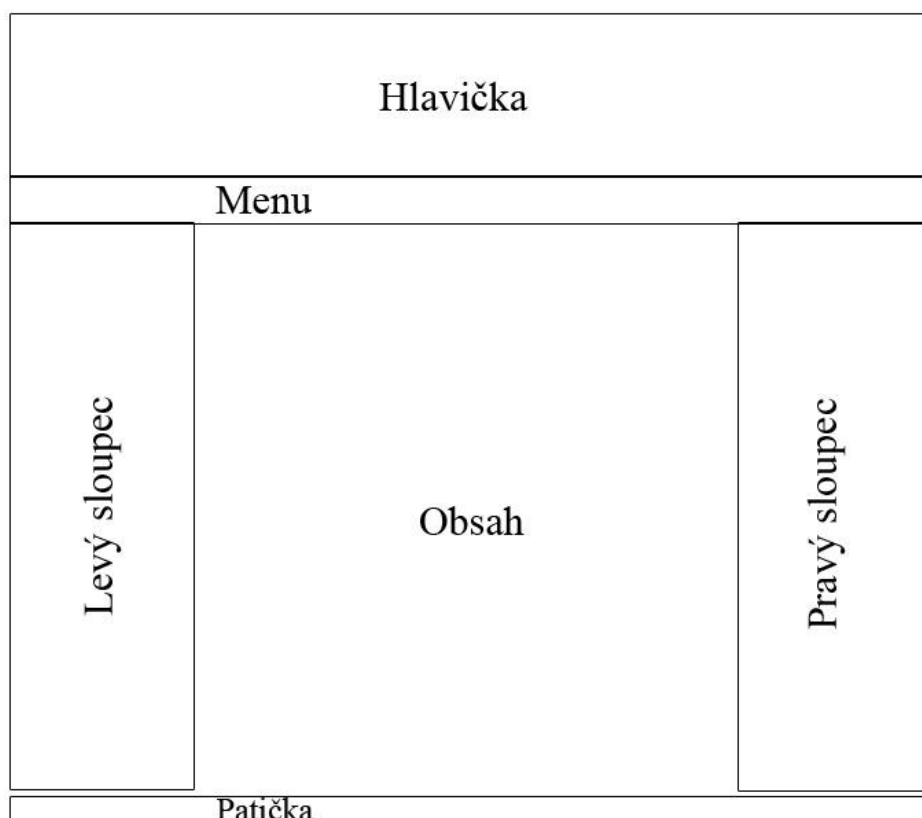 Hlavička
Menu
Levý sloupec
Obsah
Pravý sloupec
Patička